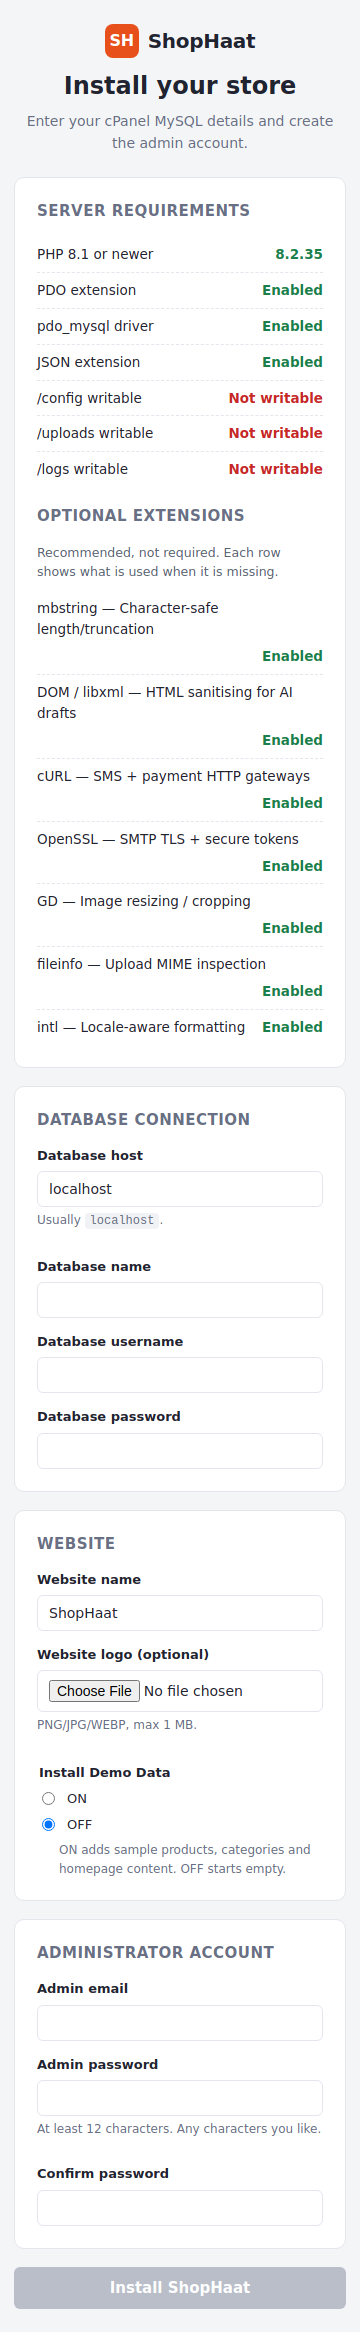 SH ShopHaat
Install your store
Enter your cPanel MySQL details and create
the admin account.
SERVER REQUIREMENTS
PHP 8.1 or newer 8.2.35
PDO extension Enabled
pdo_mysql driver Enabled
JSON extension Enabled
/config writable Not writable
/uploads writable Not writable
/logs writable Not writable
OPTIONAL EXTENSIONS
Recommended, not required. Each row
shows what is used when it is missing.
mbstring — Character-safe
length/truncation
Enabled
DOM / libxml — HTML sanitising for AI
drafts
Enabled
cURL — SMS + payment HTTP gateways
Enabled
OpenSSL — SMTP TLS + secure tokens
Enabled
GD — Image resizing / cropping
Enabled
fileinfo — Upload MIME inspection
Enabled
intl — Locale-aware formatting Enabled
DATABASE CONNECTION
Database host
localhost
Usually localhost.
Database name
Database username
Database password
WEBSITE
Website name
ShopHaat
Website logo (optional)
Choose File No file chosen
PNG/JPG/WEBP, max 1 MB.
Install Demo Data
ON
OFF
ON adds sample products, categories and
homepage content. OFF starts empty.
ADMINISTRATOR ACCOUNT
Admin email
Admin password
At least 12 characters. Any characters you like.
Confirm password
Install ShopHaat